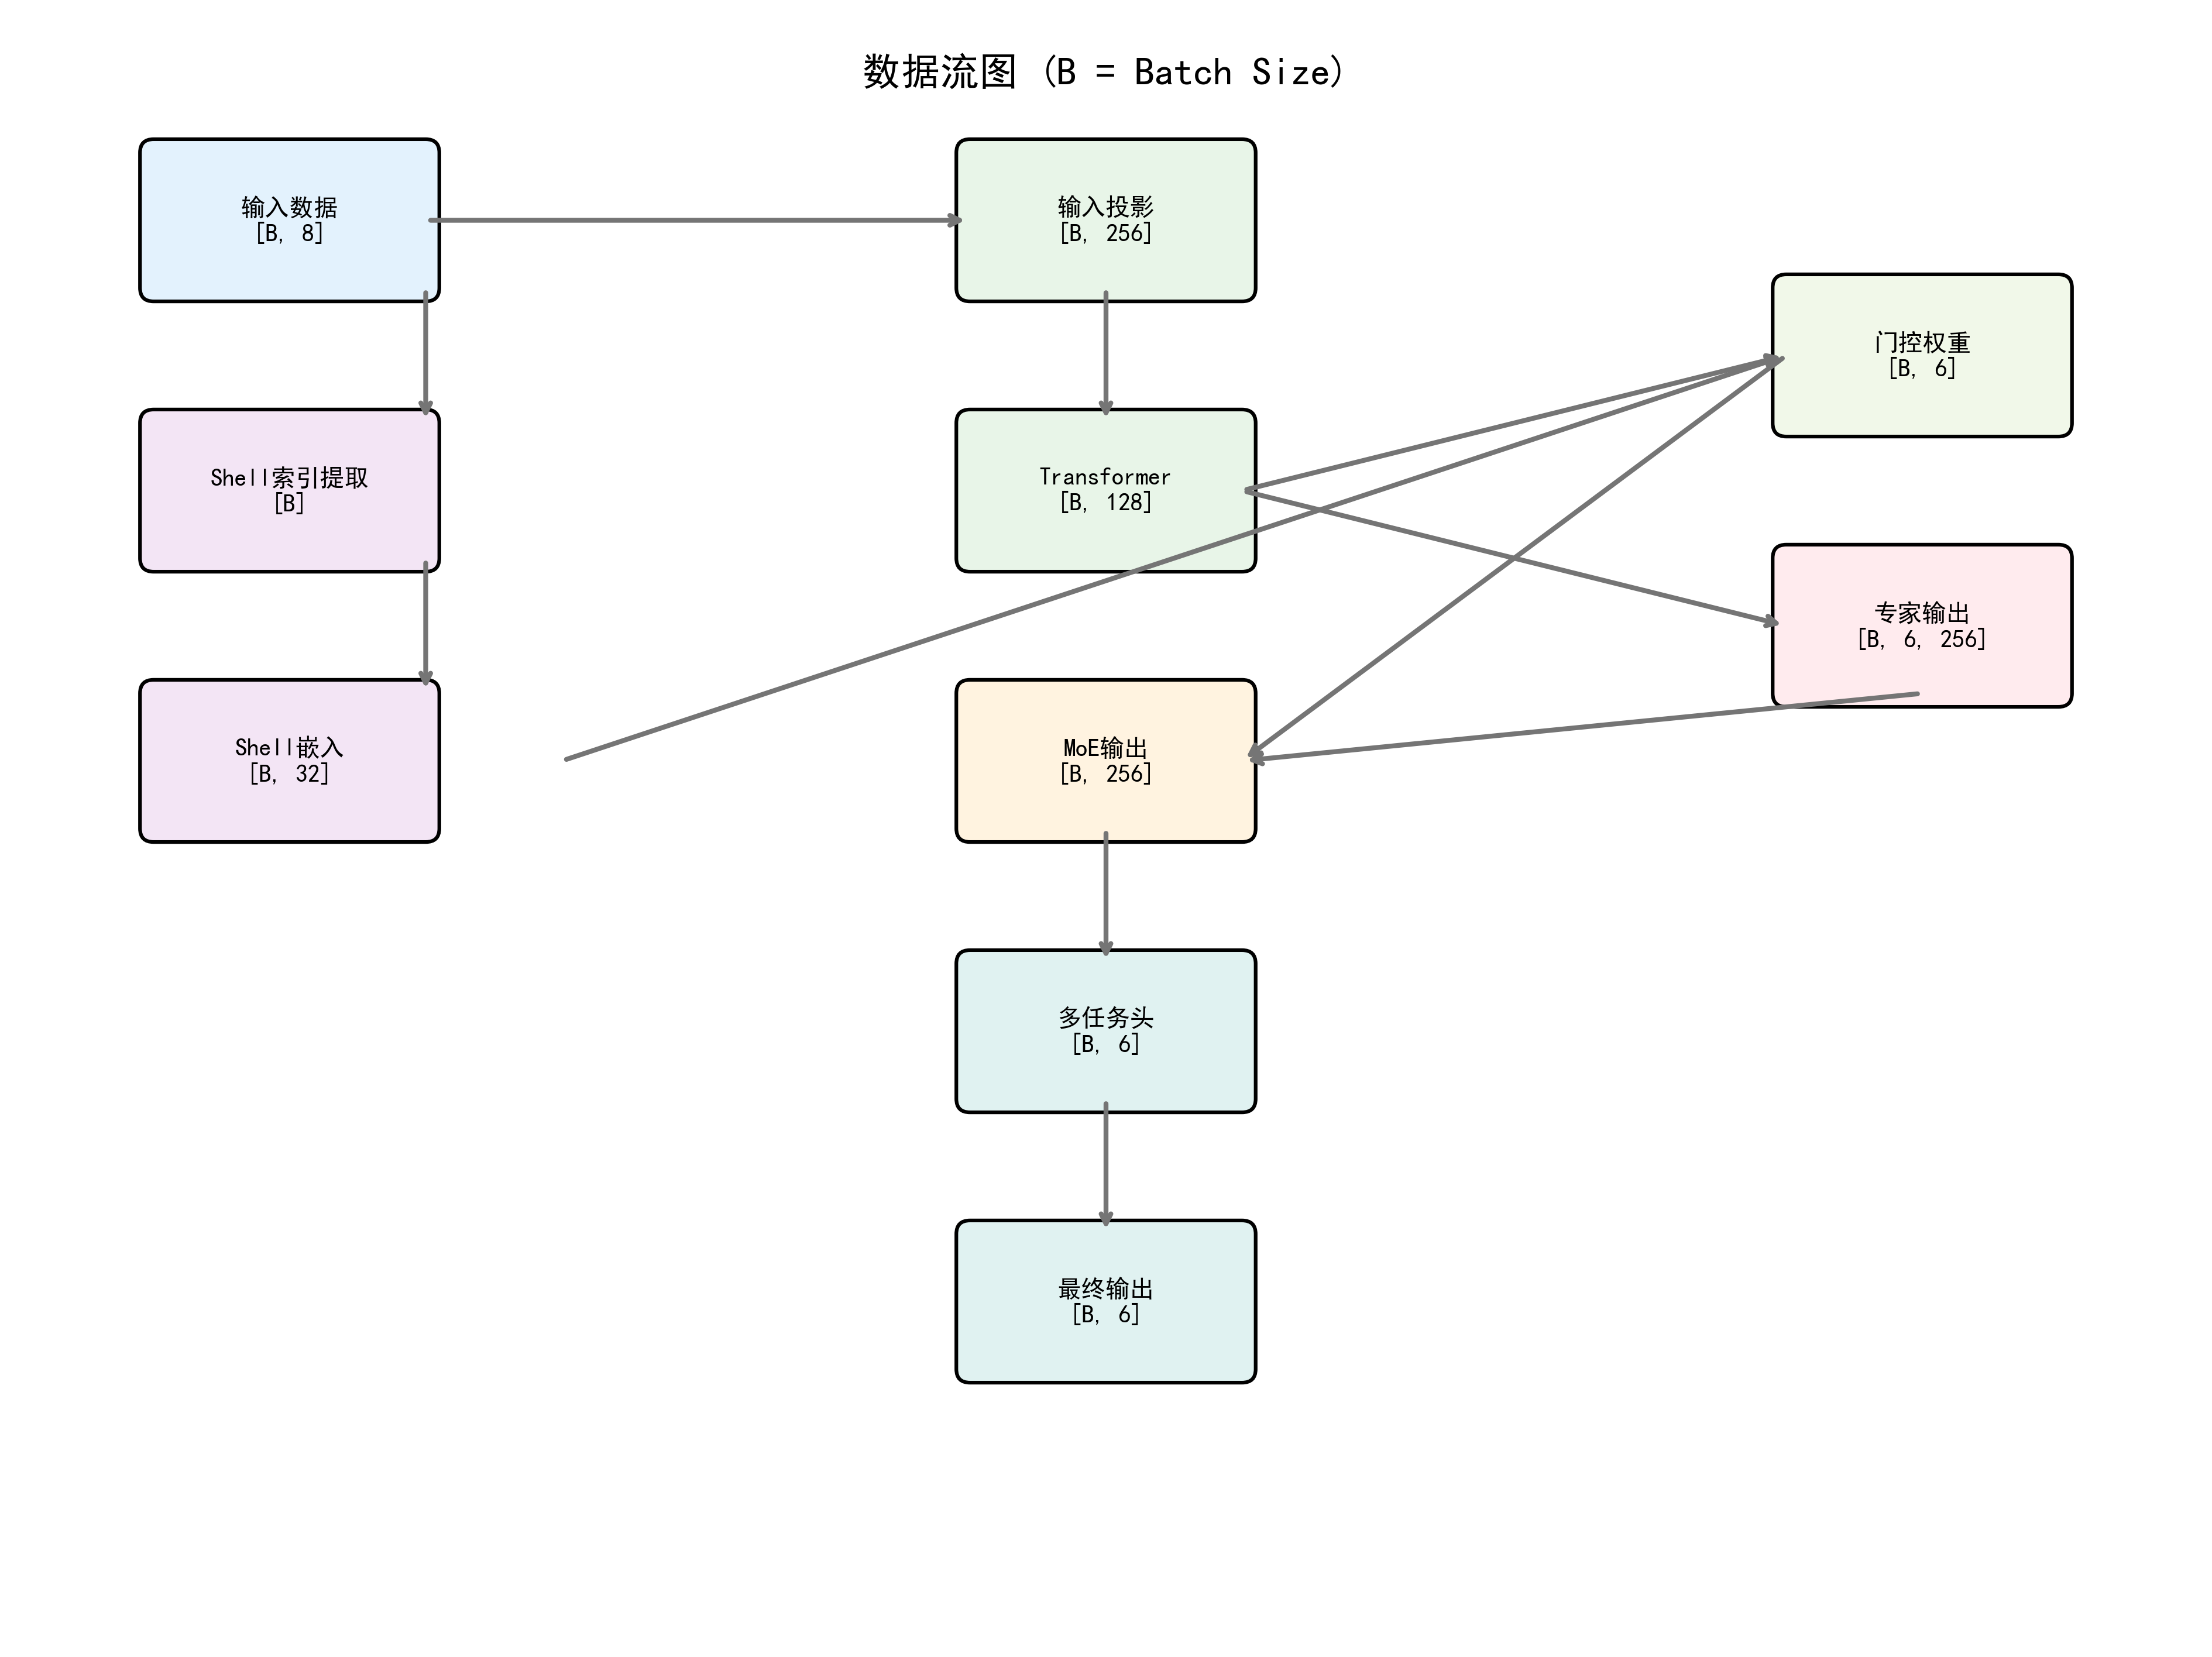 数据流图 (B = Batch Size)
输入数据
[B, 8]
输入投影
[B, 256]
门控权重
[B, 6]
Shell索引提取
[B]
Transformer
[B, 128]
专家输出
[B, 6, 256]
Shell嵌入
[B, 32]
MoE输出
[B, 256]
多任务头
[B, 6]
最终输出
[B, 6]